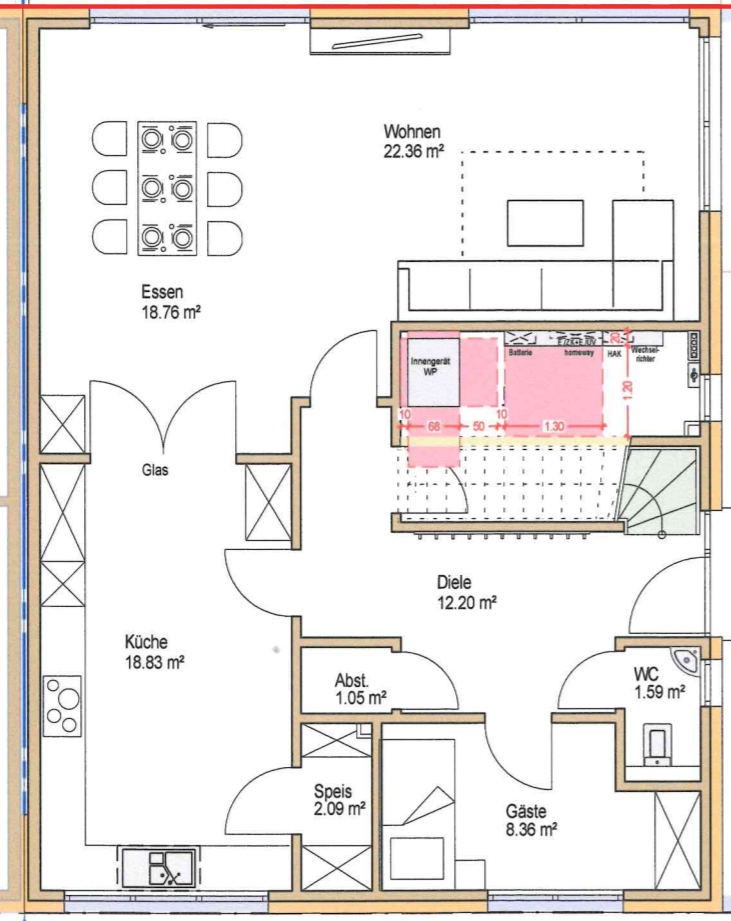 Wohnen
22.36 m²
Essen
18.76 m²
Innengerät
WP
Batterie
homeway
HAK
Wechsel-
richter
20
1.20
10
68
50
10
1.30
Glas
Diele
12.20 m²
Küche
18.83 m²
Abst.
1.05 m²
WC
1.59 m²
Speis
2.09 m²
Gäste
8.36 m²